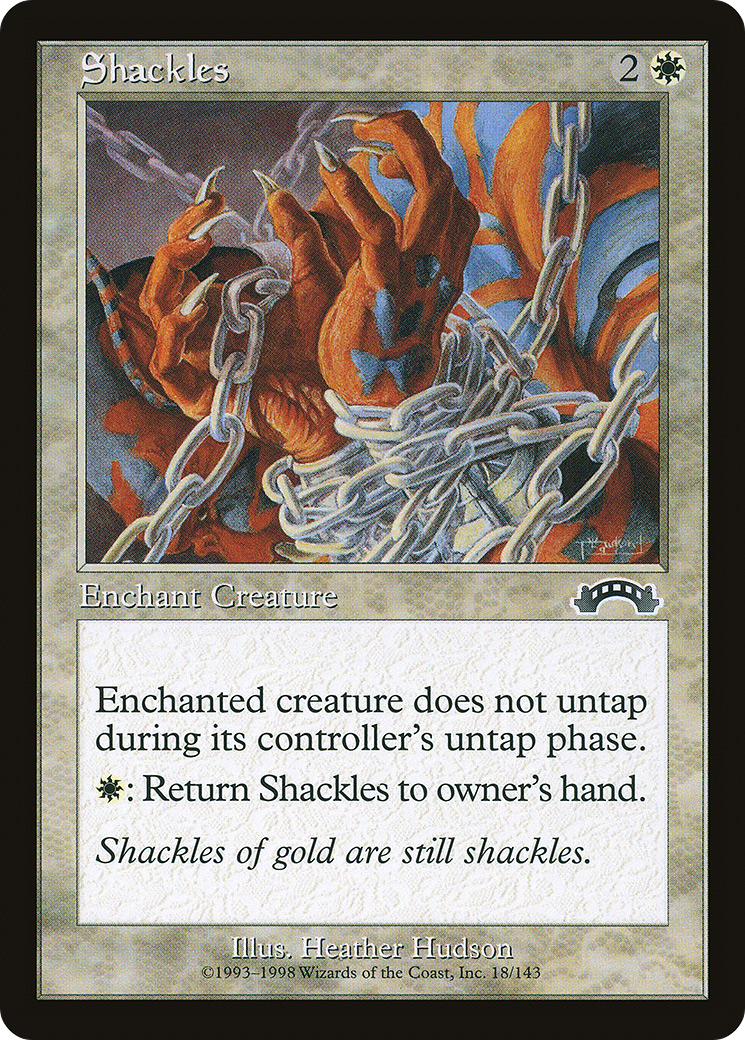 Shackles 2
Enchant Creature
Enchanted creature does not untap
during its controller's untap phase.
: Return Shackles to owner's hand.
Shackles of gold are still shackles.
Illus. Heather Hudson
©1993–1998 Wizards of the Coast, Inc. 18/143